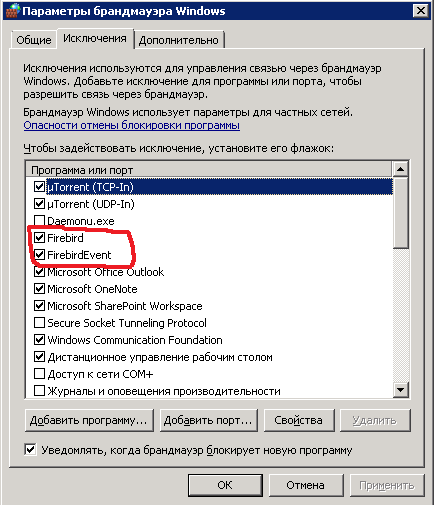 Параметры брандмауэра Windows
Общие Исключения Дополнительно
Исключения используются для управления связью через брандмауэр
Windows. Добавьте исключение для программы или порта, чтобы
разрешить связь через брандмауэр.
Брандмауэр Windows использует параметры для частных сетей.
Опасности отмены блокировки программы
Чтобы задействовать исключение, установите его флажок:
Программа или порт
µTorrent (TCP-In)
µTorrent (UDP-In)
Daemonu.exe
Firebird
FirebirdEvent
Microsoft Office Outlook
Microsoft OneNote
Microsoft SharePoint Workspace
Secure Socket Tunneling Protocol
Windows Communication Foundation
Дистанционное управление рабочим столом
Доступ к сети COM+
Журналы и оповещения производительности
Добавить программу... Добавить порт... Свойства Удалить
Уведомлять, когда брандмауэр блокирует новую программу
ОК Отмена Применить